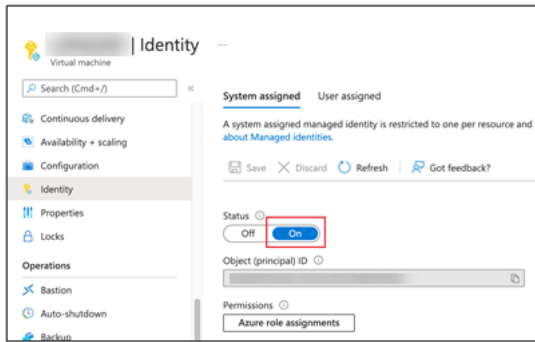 | Identity ...
Virtual machine
Search (Cmd+/)
«
Continuous delivery
Availability + scaling
Configuration
Identity
Properties
Locks
Operations
Bastion
Auto-shutdown
Backup
System assigned User assigned
A system assigned managed identity is restricted to one per resource and
about Managed identities.
Save Discard Refresh Got feedback?
Status
Off On
Object (principal) ID
Permissions
Azure role assignments